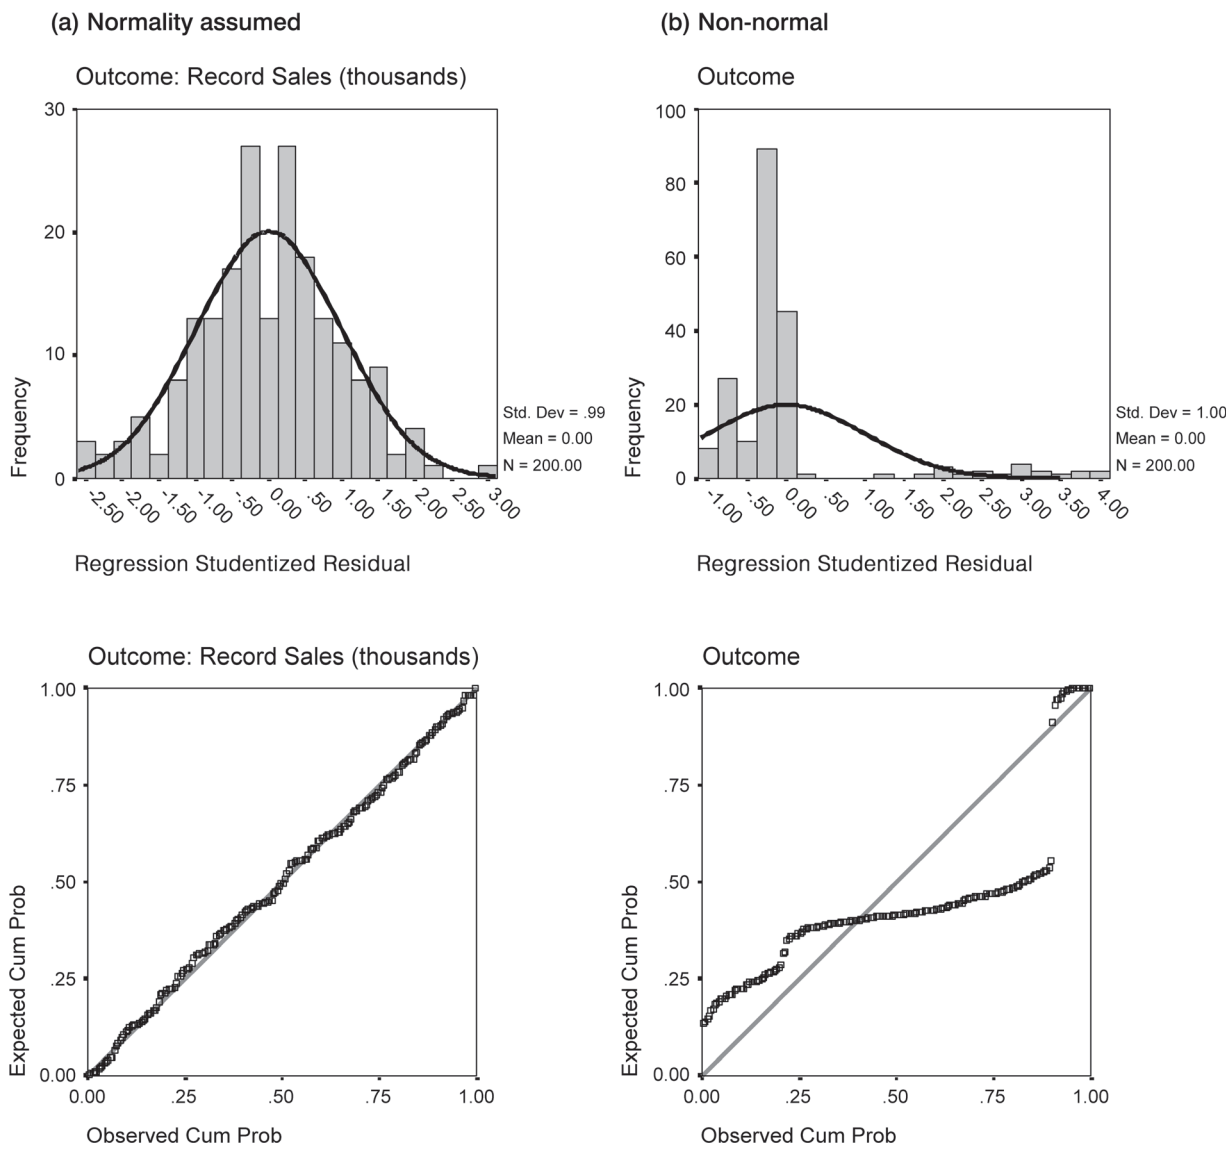 (a) Normality assumed
Outcome: Record Sales (thousands)
30
20
10
0
Frequency
-2.50
-2.00
-1.50
-1.00
-.50
0.00
.50
1.00
1.50
2.00
2.50
3.00
Std. Dev = .99
Mean = 0.00
N = 200.00
Regression Studentized Residual
(b) Non-normal
Outcome
100
80
60
40
20
0
Frequency
-1.00
-.50
0.00
.50
1.00
1.50
2.00
2.50
3.00
3.50
4.00
Std. Dev = 1.00
Mean = 0.00
N = 200.00
Regression Studentized Residual
Outcome: Record Sales (thousands)
1.00
.75
.50
.25
0.00
Expected Cum Prob
0.00
.25
.50
.75
1.00
Observed Cum Prob
Outcome
1.00
.75
.50
.25
0.00
Expected Cum Prob
0.00
.25
.50
.75
1.00
Observed Cum Prob